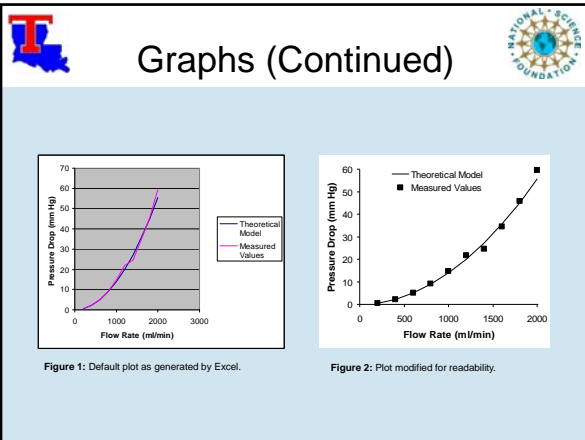 T
NATIONAL SCIENCE FOUNDATION
Graphs (Continued)
70
60
50
40
30
20
10
0
Pressure Drop (mm Hg)
0 1000 2000 3000
Flow Rate (ml/min)
Theoretical
Model
Measured
Values
Figure 1: Default plot as generated by Excel.
60
50
40
30
20
10
0
Pressure Drop (mm Hg)
0 500 1000 1500 2000
Flow Rate (ml/min)
Theoretical Model
Measured Values
Figure 2: Plot modified for readability.